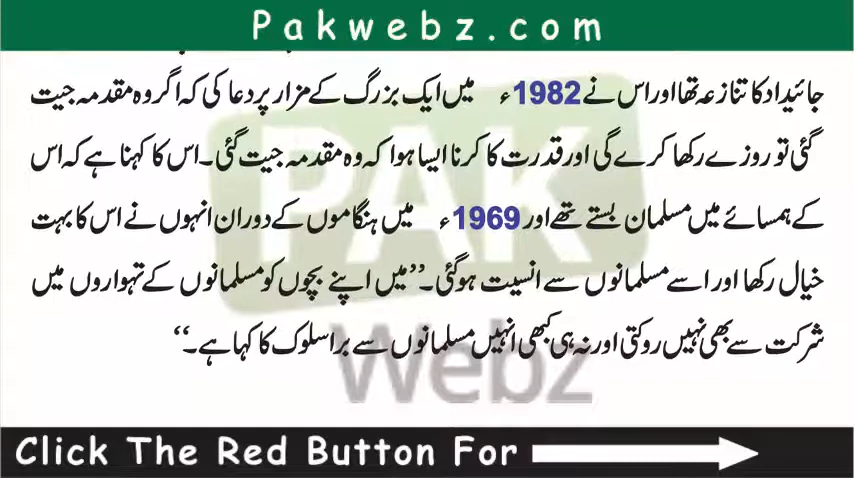 Pakwebz.com
جائیداد کا تنازعہ تھا اور اس نے 1982ء میں ایک بزرگ کے مزار پر دعا کی کہ اگر وہ مقدمہ جیت
گئی تو روزے رکھا کرے گی اور قدرت کا کرنا ایسا ہوا کہ وہ مقدمہ جیت گئی۔ اس کا کہنا ہے کہ اس
کے ہمسائے میں مسلمان بستے تھے اور 1969ء میں ہنگاموں کے دوران انہوں نے اس کا بہت
خیال رکھا اور اسے مسلمانوں سے انسیت ہوگئی۔ ”میں اپنے بچوں کو مسلمانوں کے تہواروں میں
شرکت سے بھی نہیں روکتی اور نہ ہی کبھی انہیں مسلمانوں سے برا سلوک کا کہا ہے۔“
PAK
Webz
Click The Red Button For